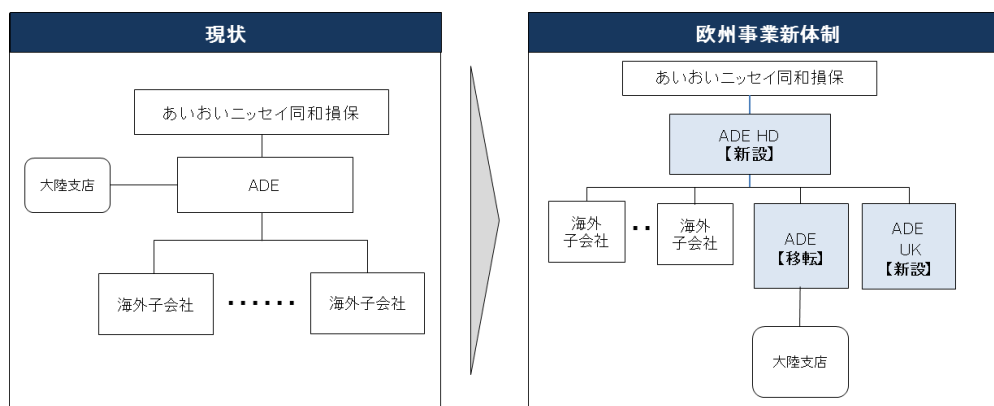 現状
あいおいニッセイ同和損保
大陸支店
ADE
海外子会社
・・・・・・
海外子会社
欧州事業新体制
あいおいニッセイ同和損保
ADE HD
【新設】
海外
子会社
・・
海外
子会社
ADE
【移転】
ADE
UK
【新設】
大陸支店